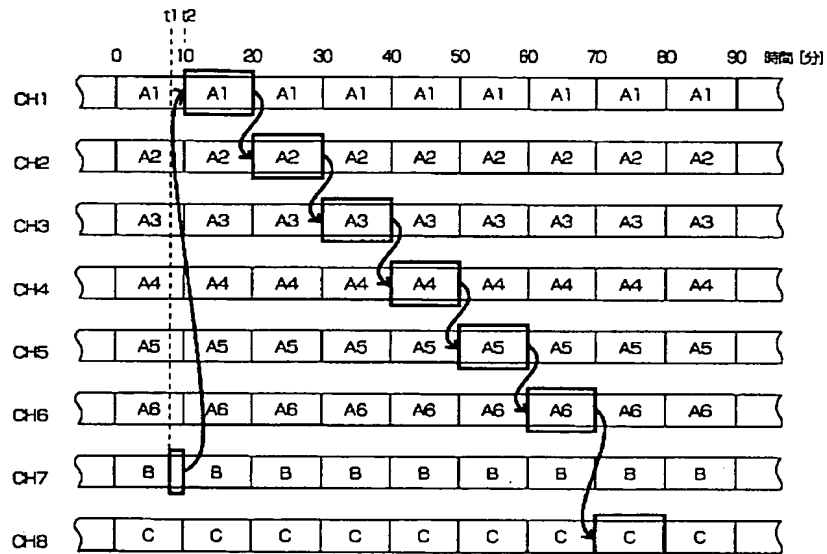 t1 t2
0 10 20 30 40 50 60 70 80 90 時間 [分]
CH1 A1 A1 A1 A1 A1 A1 A1 A1 A1
CH2 A2 A2 A2 A2 A2 A2 A2 A2 A2
CH3 A3 A3 A3 A3 A3 A3 A3 A3 A3
CH4 A4 A4 A4 A4 A4 A4 A4 A4 A4
CH5 A5 A5 A5 A5 A5 A5 A5 A5 A5
CH6 A6 A6 A6 A6 A6 A6 A6 A6 A6
CH7 B B B B B B B B B
CH8 C C C C C C C C C